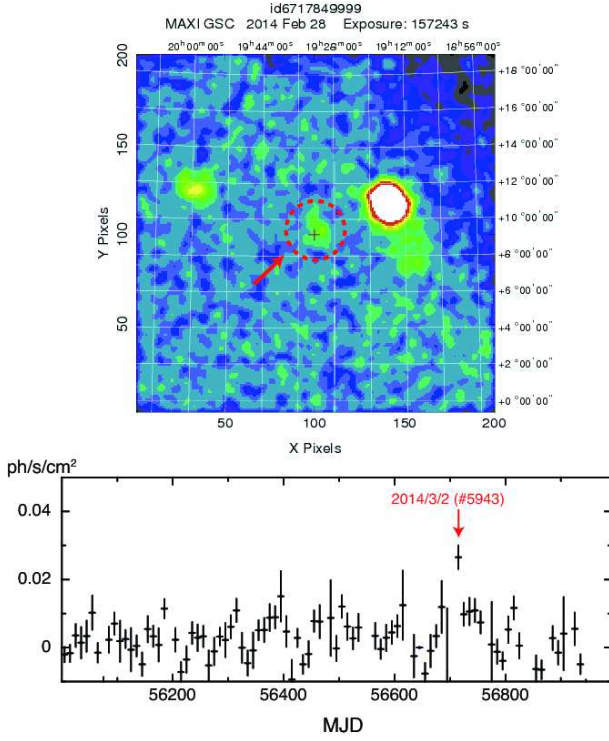 id6717849999
MAXI GSC 2014 Feb 28 Exposure: 157243 s
20ʰ00ᵐ00ˢ 19ʰ44ᵐ00ˢ 19ʰ28ᵐ00ˢ 19ʰ12ᵐ00ˢ 18ʰ56ᵐ00ˢ
200
150
100
50
Y Pixels
+18°00'00"
+16°00'00"
+14°00'00"
+12°00'00"
+10°00'00"
+8°00'00"
+6°00'00"
+4°00'00"
+2°00'00"
+0°00'00"
50 100 150 200
X Pixels
ph/s/cm²
0.04
0.02
0
2014/3/2 (#5943)
56200 56400 56600 56800
MJD